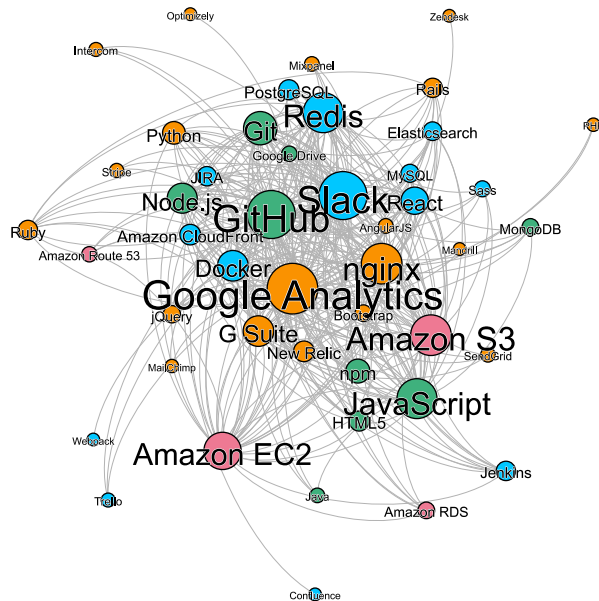 Optimizely
Zendesk
Intercom
Mixpanel
PostgreSQL
Rails
Redis
Git
Python
Elasticsearch
Google Drive
Stripe
JIRA
MySQL
Sass
Node.js
Slack
React
GitHub
AngularJS
MongoDB
Ruby
Amazon CloudFront
Mandrill
Amazon Route 53
Docker
nginx
Google Analytics
jQuery
Bootstrap
G Suite
Amazon S3
New Relic
SendGrid
MailChimp
npm
JavaScript
HTML5
Webpack
Amazon EC2
Jenkins
Trello
Java
Amazon RDS
Confluence